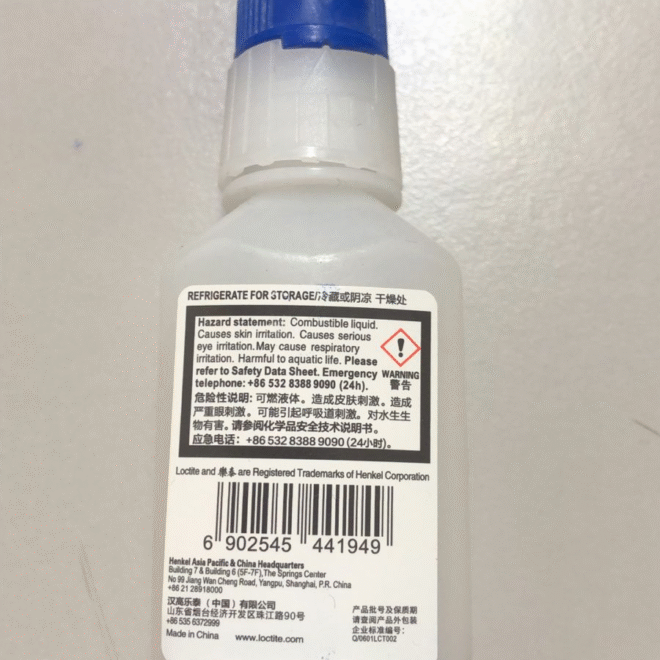 REFRIGERATE FOR STORAGE/冷藏或阴凉 干燥处
Hazard statement: Combustible liquid.
Causes skin irritation. Causes serious
eye irritation. May cause respiratory
irritation. Harmful to aquatic life. Please
refer to Safety Data Sheet. Emergency
telephone: +86 532 8388 9090 (24h).
WARNING
警告
危险性说明: 可燃液体。造成皮肤刺激。造成
严重眼刺激。可能引起呼吸道刺激。对水生生
物有害。请参阅化学品安全技术说明书。
应急电话: +86 532 8388 9090 (24小时)。
Loctite and 樂泰 are Registered Trademarks of Henkel Corporation
6 902545 441949
Henkel Asia Pacific & China Headquarters
Building 7 & Building 6 (5F-7F), The Springs Center
No 99 Jiang Wan Cheng Road, Yangpu, Shanghai, P.R. China
+86 21 28918000
汉高乐泰（中国）有限公司
山东省烟台经济开发区珠江路90号
+86 535 6372999
Made in China www.loctite.com
产品批号及保质期
请查阅产品外包装
企业标准编号:
Q/0601LCT002